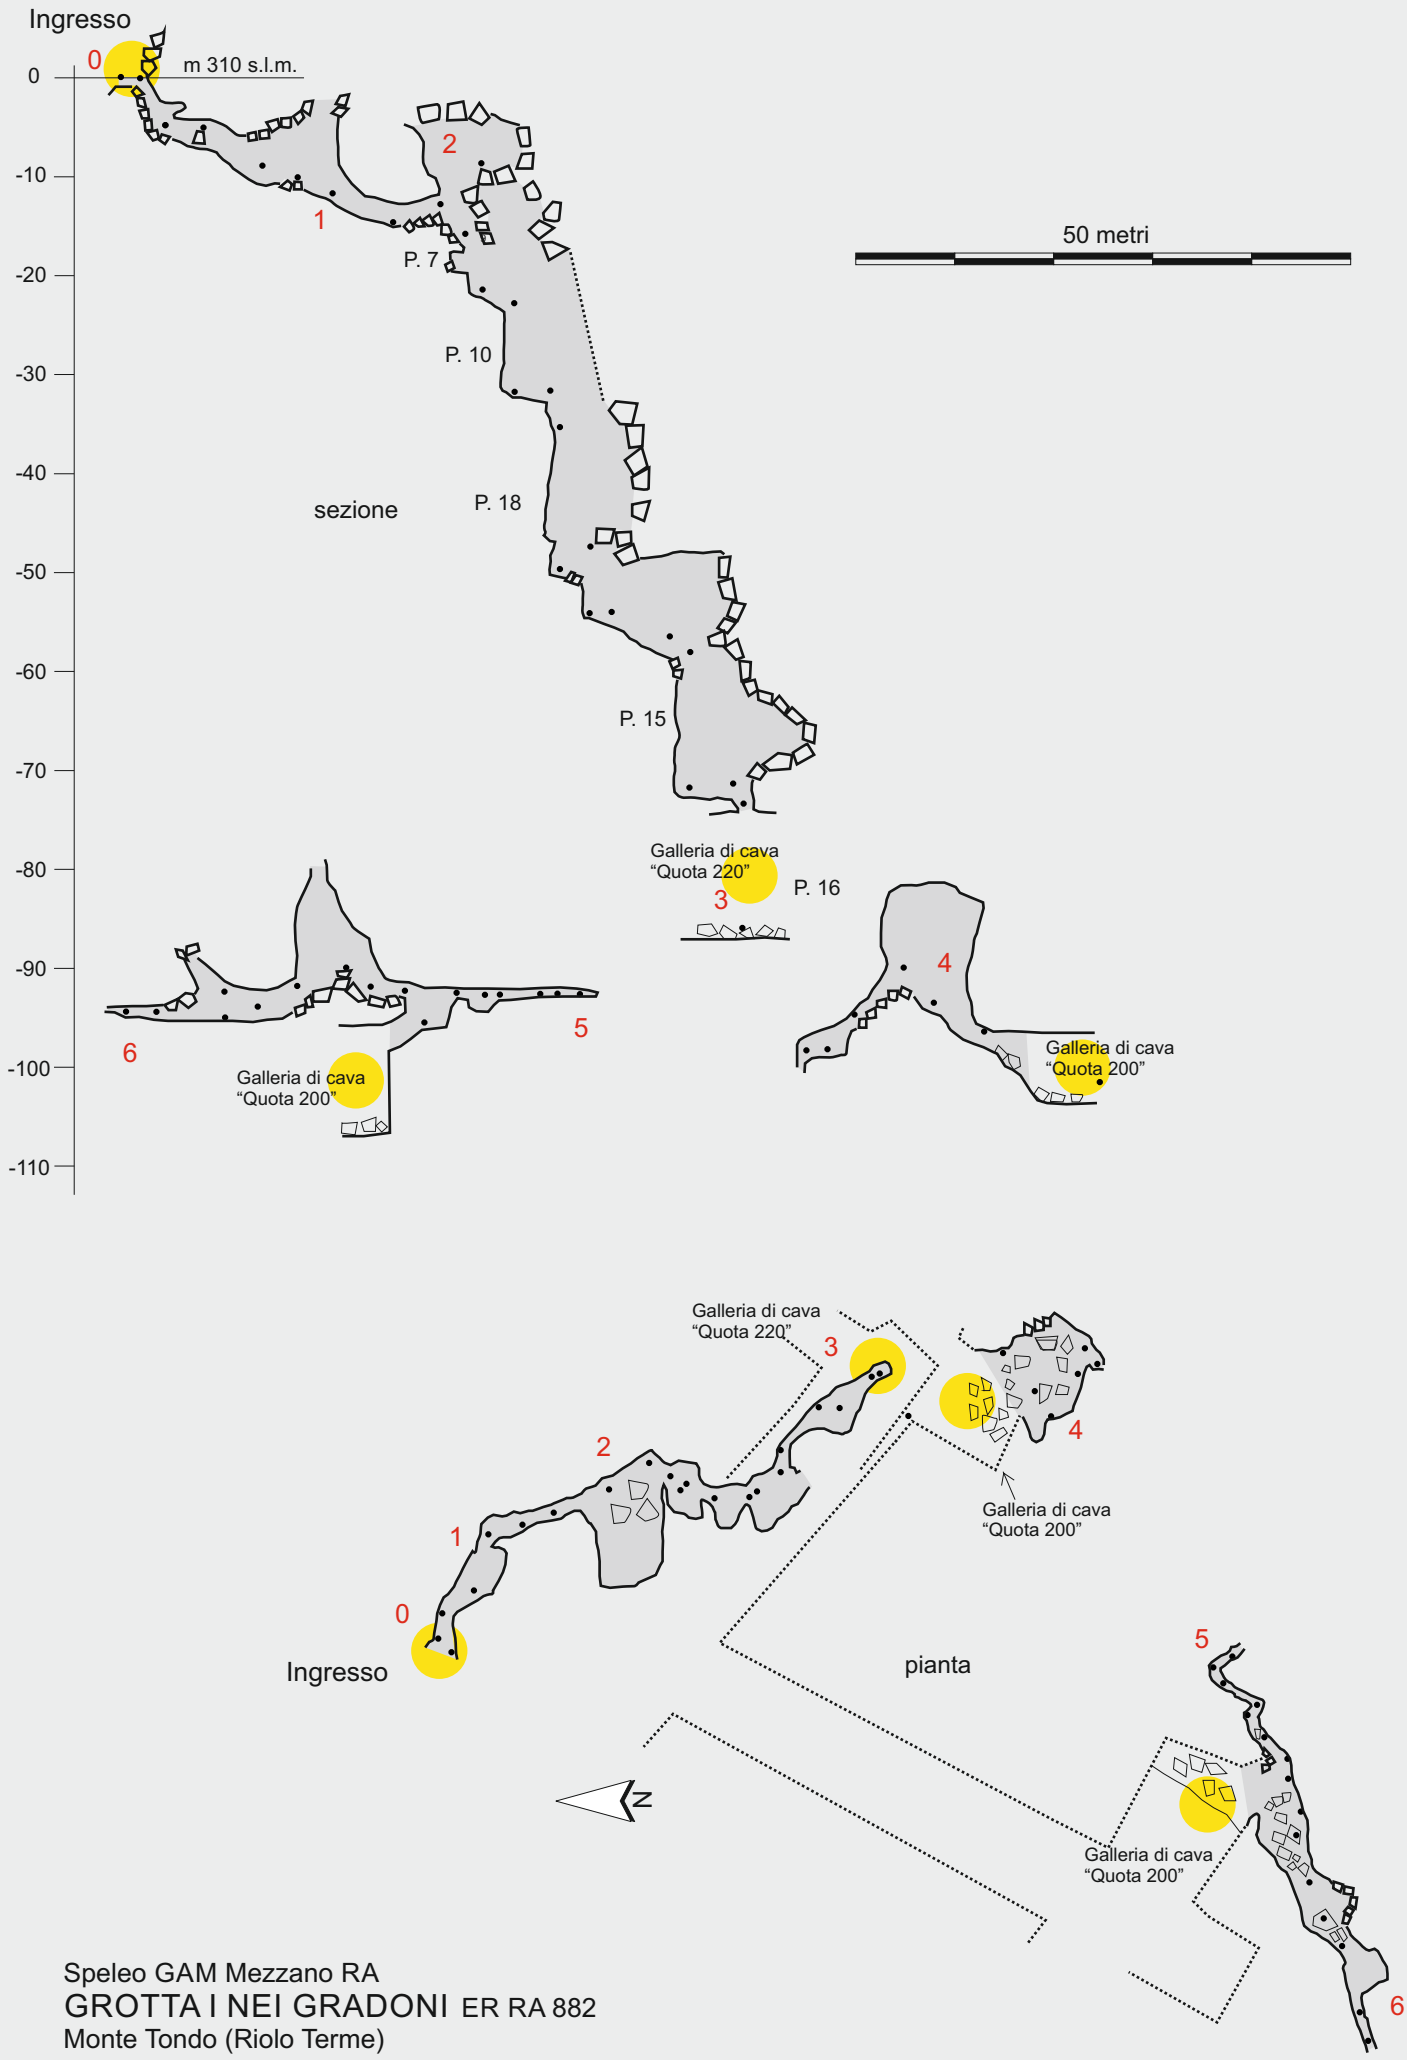 Ingresso
0
m 310 s.l.m.
0
2
-10
1
50 metri
P. 7
-20
P. 10
-30
-40
P. 18
sezione
-50
-60
P. 15
-70
Galleria di cava
“Quota 220”
-80
P. 16
3
-90
4
5
6
Galleria di cava
“Quota 200”
-100
Galleria di cava
“Quota 200”
-110
Galleria di cava
“Quota 220”
3
4
2
Galleria di cava
“Quota 200”
1
0
Ingresso
5
pianta
N
Galleria di cava
“Quota 200”
6
Speleo GAM Mezzano RA
GROTTA I NEI GRADONI ER RA 882
Monte Tondo (Riolo Terme)